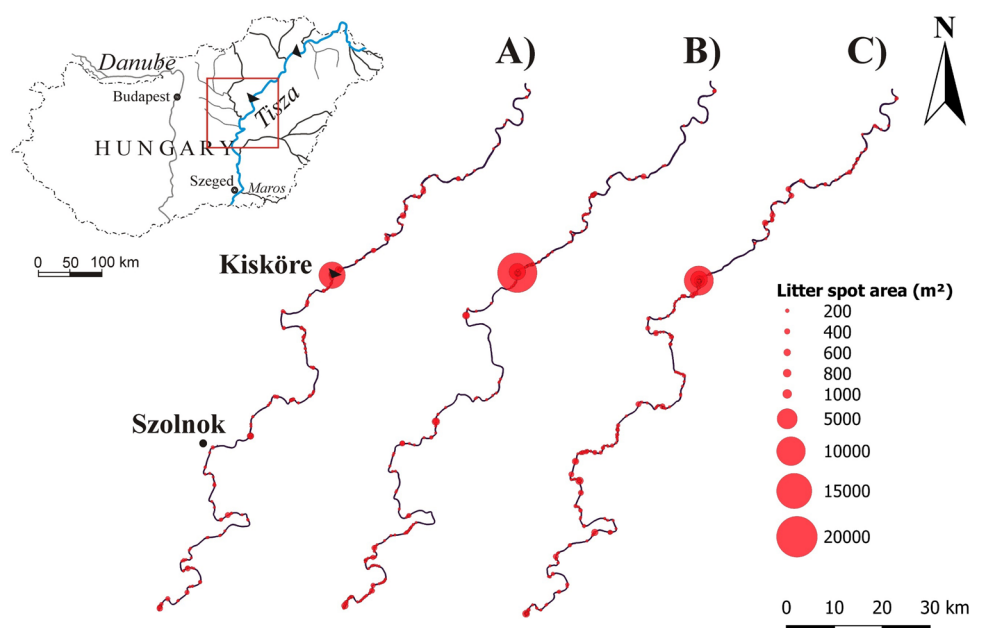 A)
B)
C)
N
Danube
Budapest
Tisza
HUNGARY
Szeged
Maros
0 50 100 km
Kisköre
Szolnok
Litter spot area (m²)
200
400
600
800
1000
5000
10000
15000
20000
0 10 20 30 km